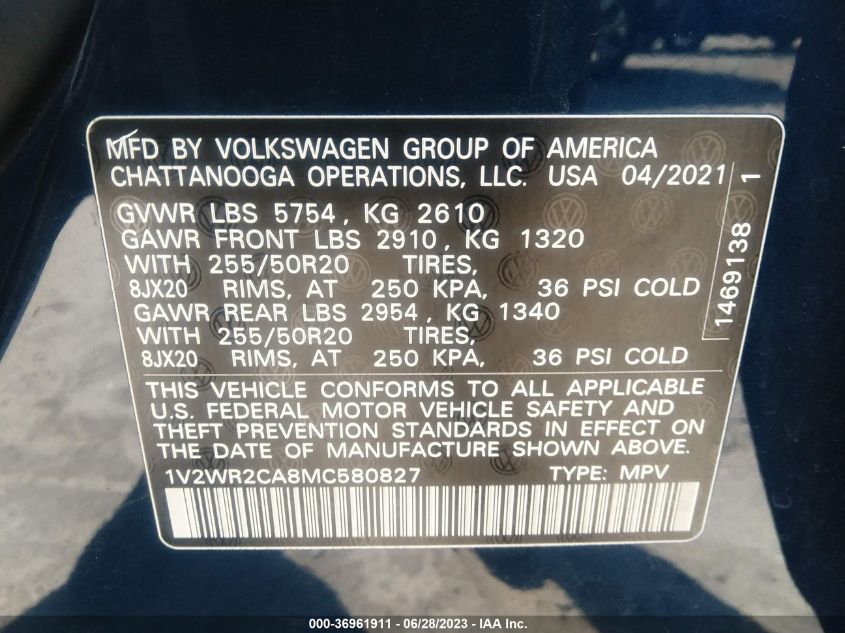 MFD BY VOLKSWAGEN GROUP OF AMERICA
CHATTANOOGA OPERATIONS, LLC. USA 04/2021
GVWR LBS 5754, KG 2610
GAWR FRONT LBS 2910, KG 1320
WITH 255/50R20 TIRES,
8JX20 RIMS, AT 250 KPA, 36 PSI COLD
GAWR REAR LBS 2954, KG 1340
WITH 255/50R20 TIRES,
8JX20 RIMS, AT 250 KPA, 36 PSI COLD
THIS VEHICLE CONFORMS TO ALL APPLICABLE
U.S. FEDERAL MOTOR VEHICLE SAFETY AND
THEFT PREVENTION STANDARDS IN EFFECT ON
THE DATE OF MANUFACTURE SHOWN ABOVE.
1V2WR2CA8MC580827 TYPE: MPV
1469138 1
000-36961911 / 06/28/2023 - IAA Inc.